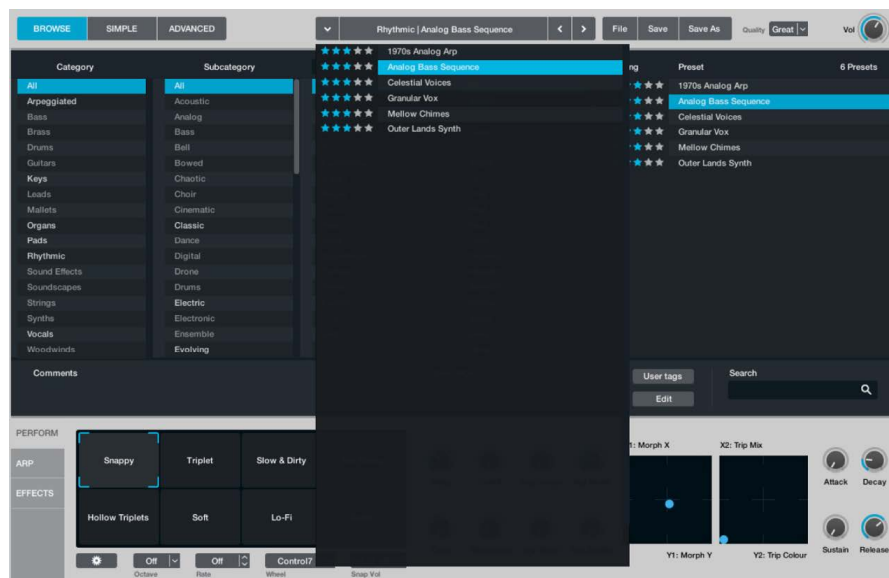 BROWSE SIMPLE ADVANCED Rhythmic | Analog Bass Sequence < > File Save Save As Quality Great Vol
1970s Analog Arp
Analog Bass Sequence
Celestial Voices
Granular Vox
Mellow Chimes
Outer Lands Synth
Category
All
Arpeggiated
Bass
Brass
Drums
Guitars
Keys
Leads
Mallets
Organs
Pads
Rhythmic
Sound Effects
Soundscapes
Strings
Synths
Vocals
Woodwinds
Subcategory
All
Acoustic
Analog
Bass
Bell
Bowed
Chaotic
Choir
Cinematic
Classic
Dance
Digital
Drone
Drums
Electric
Electronic
Ensemble
Evolving
ng Preset 6 Presets
1970s Analog Arp
Analog Bass Sequence
Celestial Voices
Granular Vox
Mellow Chimes
Outer Lands Synth
Comments
User tags
Edit
Search
PERFORM
ARP
EFFECTS
Snappy Triplet Slow & Dirty
Hollow Triplets Soft Lo-Fi
Off Off Control7
Octave Rate Wheel Snap Vol
1: Morph X X2: Trip Mix
Y1: Morph Y Y2: Trip Colour
Attack Decay
Sustain Release